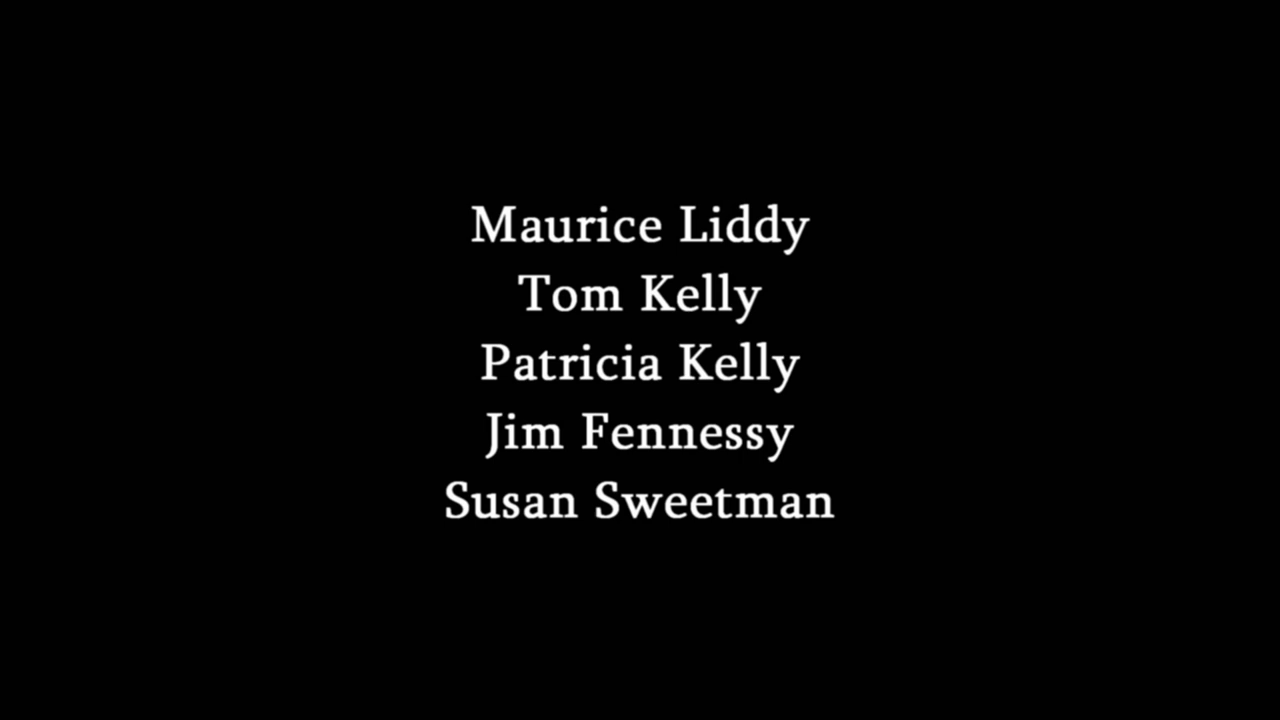 Maurice Liddy
Tom Kelly
Patricia Kelly
Jim Fennessy
Susan Sweetman